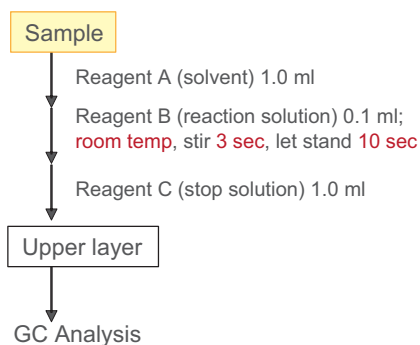 Sample
Reagent A (solvent) 1.0 ml
Reagent B (reaction solution) 0.1 ml;
room temp, stir 3 sec, let stand 10 sec
Reagent C (stop solution) 1.0 ml
Upper layer
GC Analysis